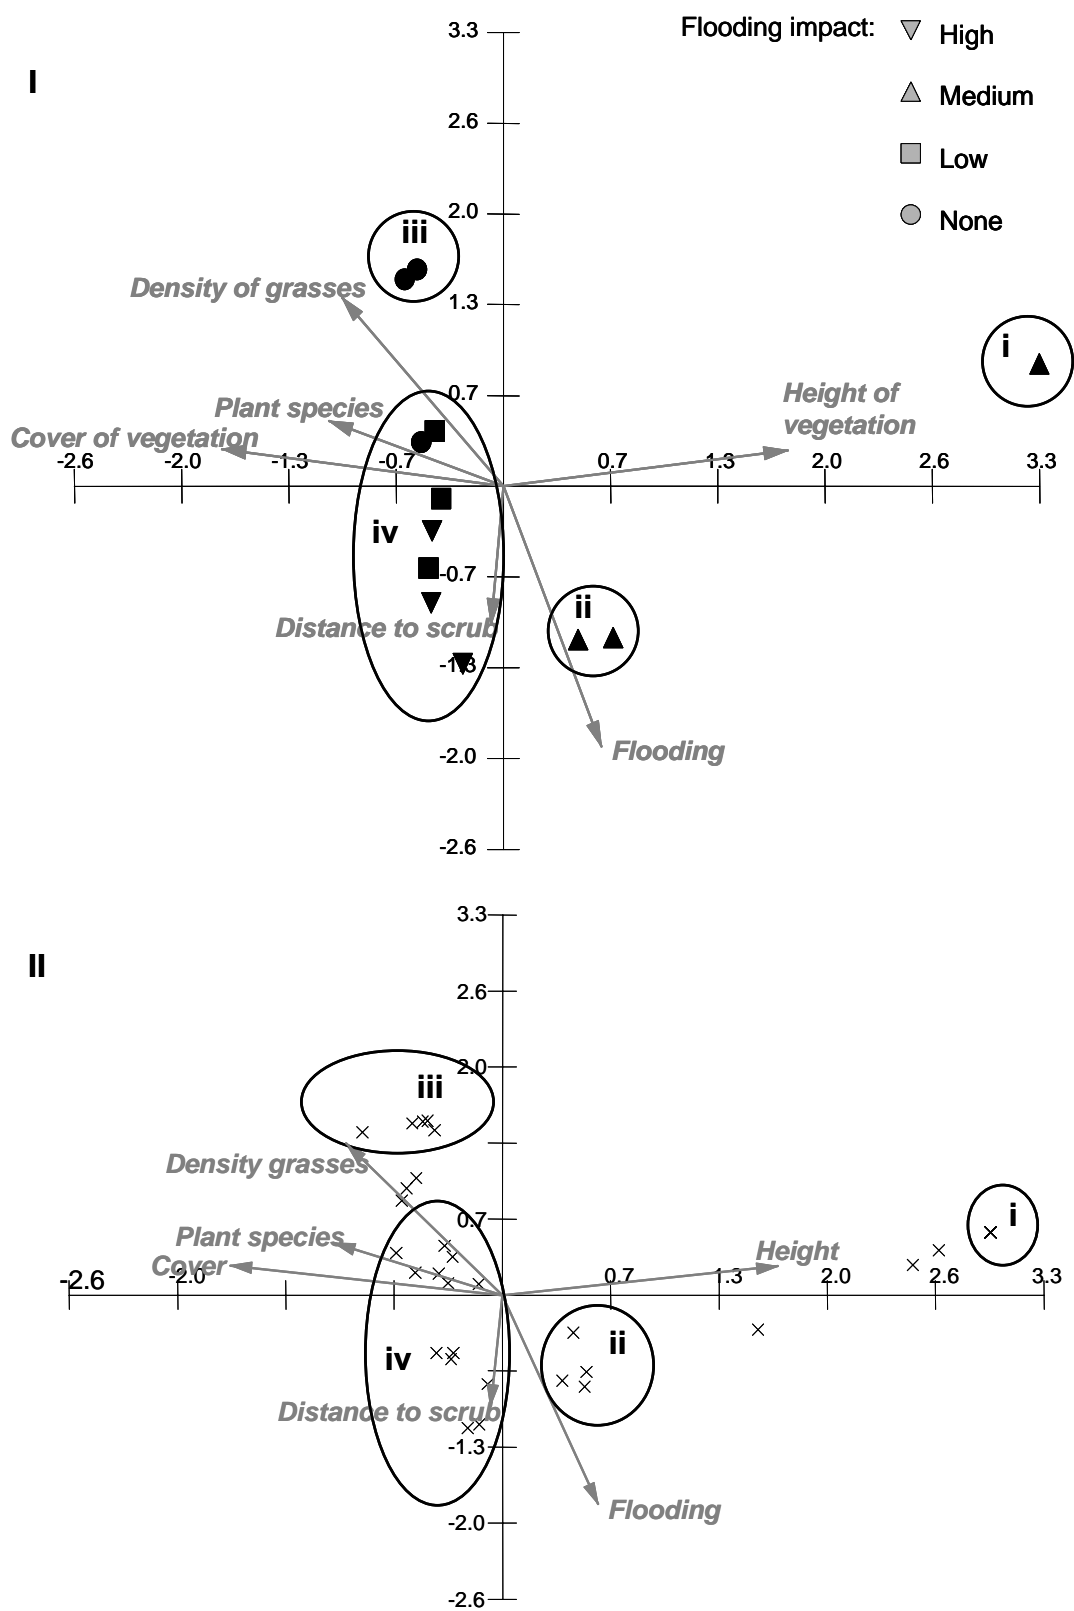 3.3
Flooding impact:
High
I
Medium
2.6
Low
2.0
None
iii
Density of grasses
1.3
i
0.7
Height of
vegetation
Plant species
Cover of vegetation
-2.6 -2.0 -1.3 -0.7 0.7 1.3 2.0 2.6 3.3
iv
-0.7
ii
Distance to scrub
-1.3
Flooding
-2.0
-2.6
3.3
II
2.6
2.0
iii
Density grasses
0.7
i
Plant species
Height
Cover
-2.6 -2.0 0.7 1.3 2.0 2.6 3.3
ii
iv
Distance to scrub
-1.3
Flooding
-2.0
-2.6